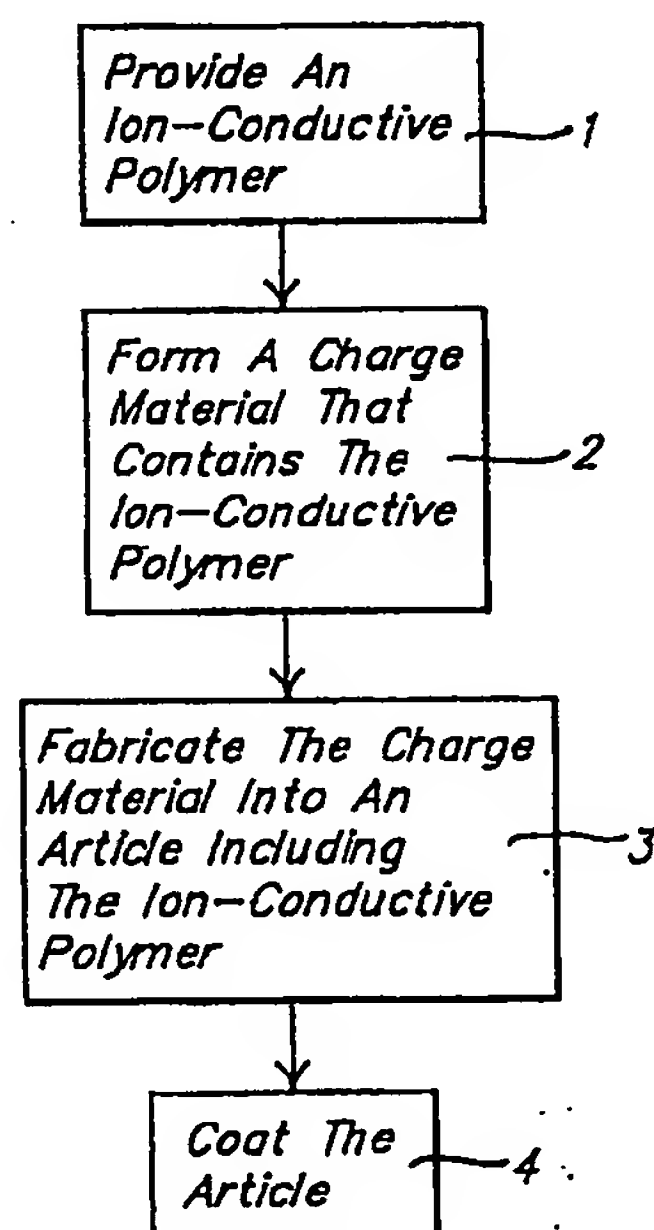 Provide An
Ion-Conductive
Polymer
1
Form A Charge
Material That
Contains The
Ion-Conductive
Polymer
2
Fabricate The Charge
Material Into An
Article Including
The Ion-Conductive
Polymer
3
Coat The
Article
4